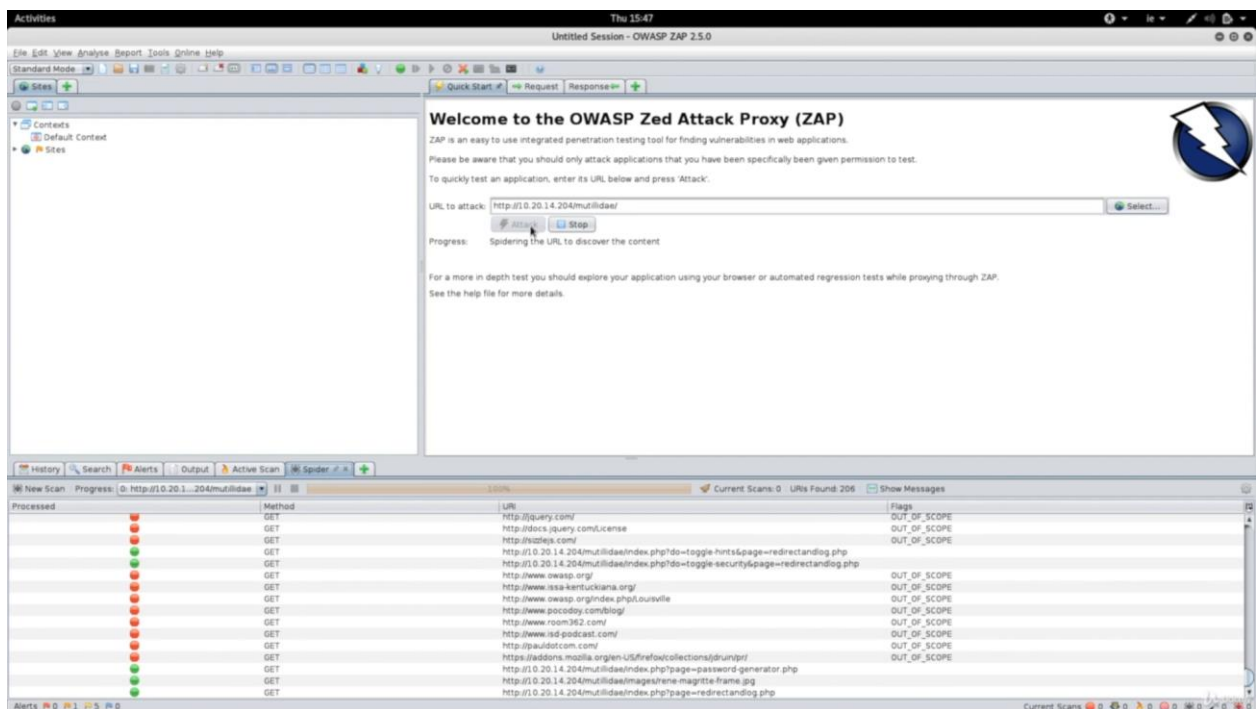 Activities
Thu 15:47
ie
Untitled Session - OWASP ZAP 2.5.0
File Edit View Analyse Report Tools Online Help
Standard Mode
Sites
Quick Start
Request
Response
Contexts
Default Context
Sites
Welcome to the OWASP Zed Attack Proxy (ZAP)
ZAP is an easy to use integrated penetration testing tool for finding vulnerabilities in web applications.
Please be aware that you should only attack applications that you have been specifically been given permission to test.
To quickly test an application, enter its URL below and press 'Attack'.
URL to attack: http://10.20.14.204/mutillidae/ Select...
Attack Stop
Progress: Spidering the URL to discover the content
For a more in depth test you should explore your application using your browser or automated regression tests while proxying through ZAP.
See the help file for more details.
History Search Alerts Output Active Scan Spider
New Scan Progress: 0: http://10.20.1...204/mutillidae 100% Current Scans: 0 URIs Found: 206 Show Messages
Processed Method URI Flags
GET http://jquery.com/ OUT_OF_SCOPE
GET http://docs.jquery.com/License OUT_OF_SCOPE
GET http://sizzlejs.com/ OUT_OF_SCOPE
GET http://10.20.14.204/mutillidae/index.php?do=toggle-hints&page=redirectandlog.php
GET http://10.20.14.204/mutillidae/index.php?do=toggle-security&page=redirectandlog.php
GET http://www.owasp.org/ OUT_OF_SCOPE
GET http://www.issa-kentuckiana.org/ OUT_OF_SCOPE
GET http://www.owasp.org/index.php/Louisville OUT_OF_SCOPE
GET http://www.pocodoy.com/blog/ OUT_OF_SCOPE
GET http://www.room362.com/ OUT_OF_SCOPE
GET http://www.isd-podcast.com/ OUT_OF_SCOPE
GET http://pauldotcom.com/ OUT_OF_SCOPE
GET https://addons.mozilla.org/en-US/firefox/collections/jdruin/pr/ OUT_OF_SCOPE
GET http://10.20.14.204/mutillidae/index.php?page=password-generator.php
GET http://10.20.14.204/mutillidae/images/rene-magritte-frame.jpg
GET http://10.20.14.204/mutillidae/index.php?page=redirectandlog.php
Alerts 0 1 5 0
Current Scans 0 0 0 0 0 0 0